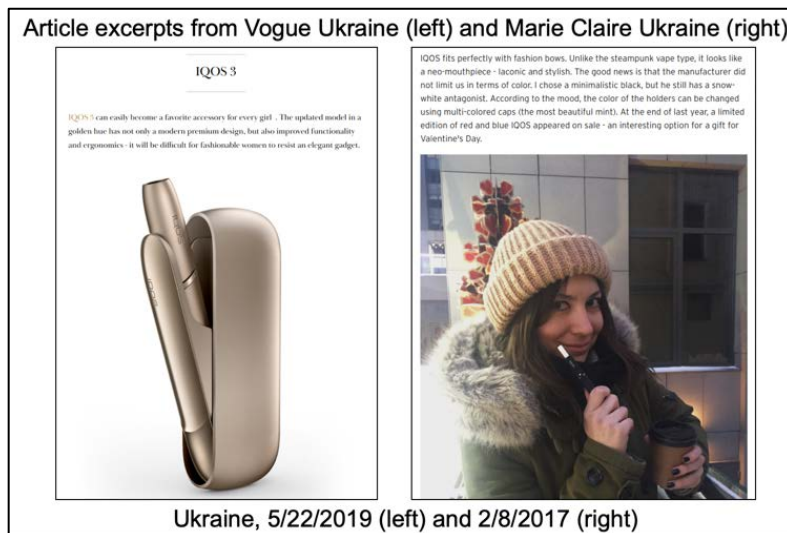 Article excerpts from Vogue Ukraine (left) and Marie Claire Ukraine (right)
IQOS 3
IQOS 3 can easily become a favorite accessory for every girl . The updated model in a
golden hue has not only a modern premium design, but also improved functionality
and ergonomics - it will be difficult for fashionable women to resist an elegant gadget.
IQOS
IQOS
IQOS fits perfectly with fashion bows. Unlike the steampunk vape type, it looks like
a neo-mouthpiece - laconic and stylish. The good news is that the manufacturer did
not limit us in terms of color. I chose a minimalistic black, but he still has a snow-
white antagonist. According to the mood, the color of the holders can be changed
using multi-colored caps (the most beautiful mint). At the end of last year, a limited
edition of red and blue IQOS appeared on sale - an interesting option for a gift for
Valentine's Day.
Ukraine, 5/22/2019 (left) and 2/8/2017 (right)